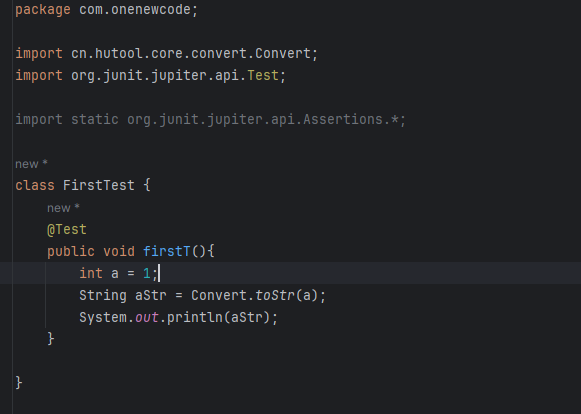 package com.onenewcode;
import cn.hutool.core.convert.Convert;
import org.junit.jupiter.api.Test;
import static org.junit.jupiter.api.Assertions.*;
new *
class FirstTest {
new *
@Test
public void firstT(){
int a = 1;
String aStr = Convert.toStr(a);
System.out.println(aStr);
}
}